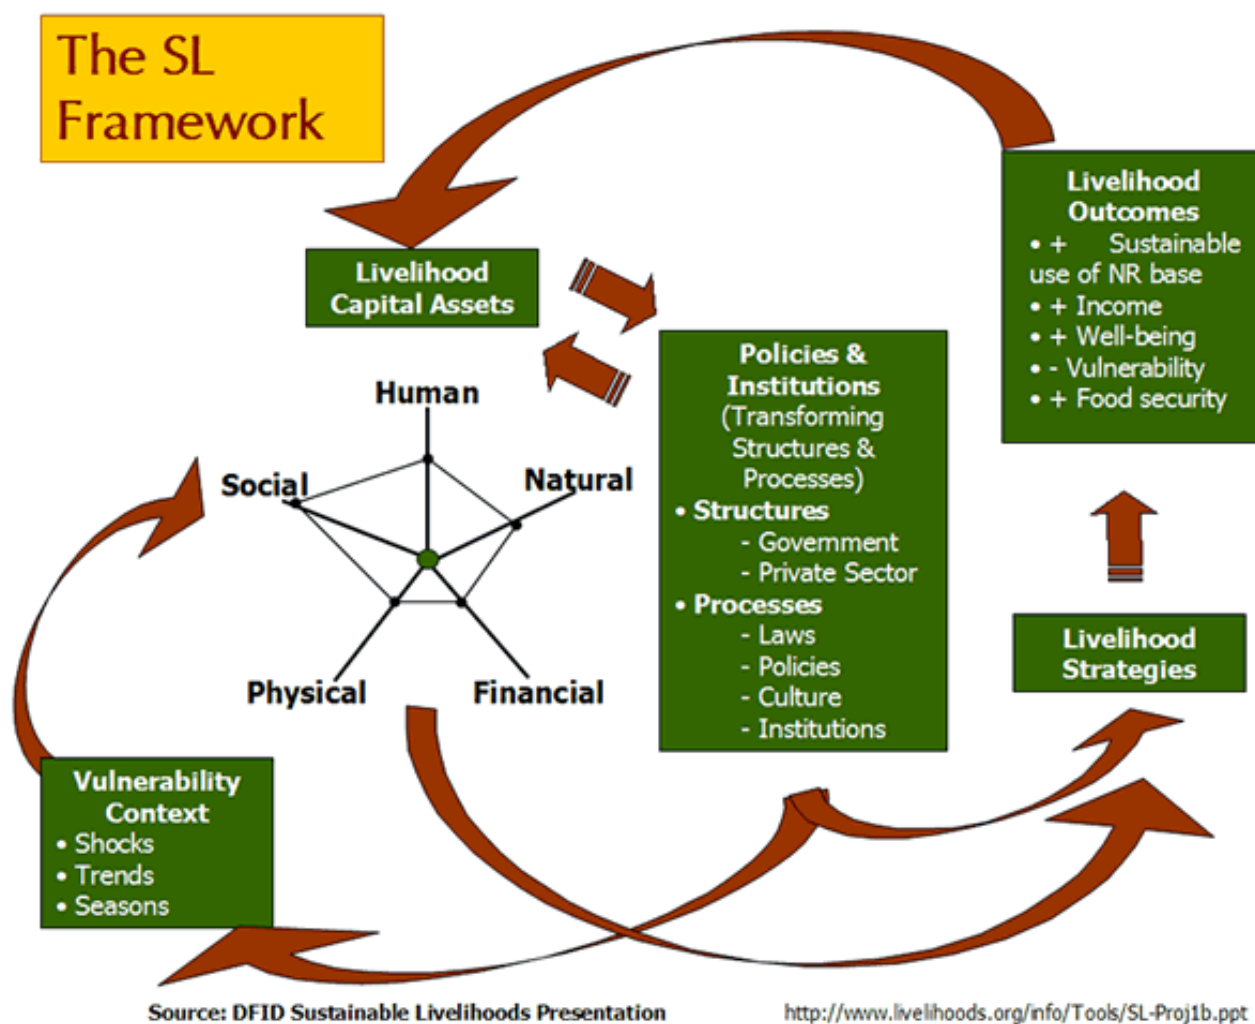 The SL
Framework
Livelihood
Outcomes
• + Sustainable
use of NR base
• + Income
• + Well-being
• - Vulnerability
• + Food security
Livelihood
Capital Assets
Policies &
Institutions
(Transforming
Structures &
Processes)
• Structures
- Government
- Private Sector
• Processes
- Laws
- Policies
- Culture
- Institutions
Human
Social
Natural
Physical
Financial
Livelihood
Strategies
Vulnerability
Context
• Shocks
• Trends
• Seasons
Source: DFID Sustainable Livelihoods Presentation
http://www.livelihoods.org/info/Tools/SL-Proj1b.ppt